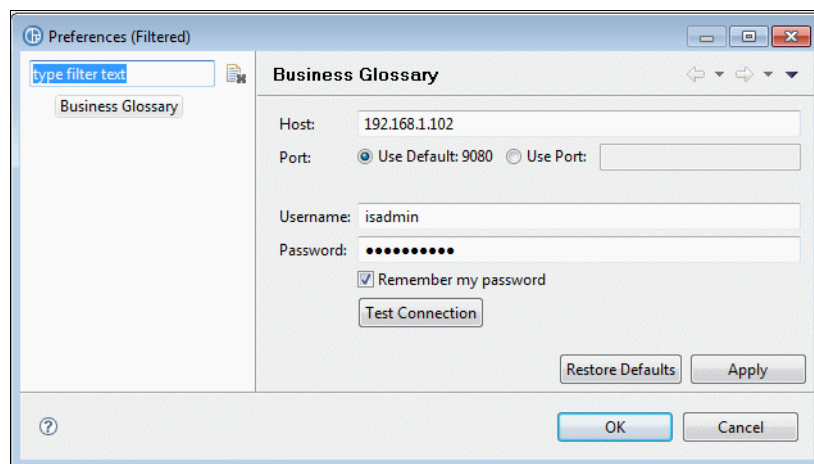 Preferences (Filtered)
type filter text
Business Glossary
Business Glossary
Host: 192.168.1.102
Port: Use Default: 9080 Use Port:
Username: isadmin
Password: ●●●●●●●●●●
Remember my password
Test Connection
Restore Defaults Apply
? OK Cancel